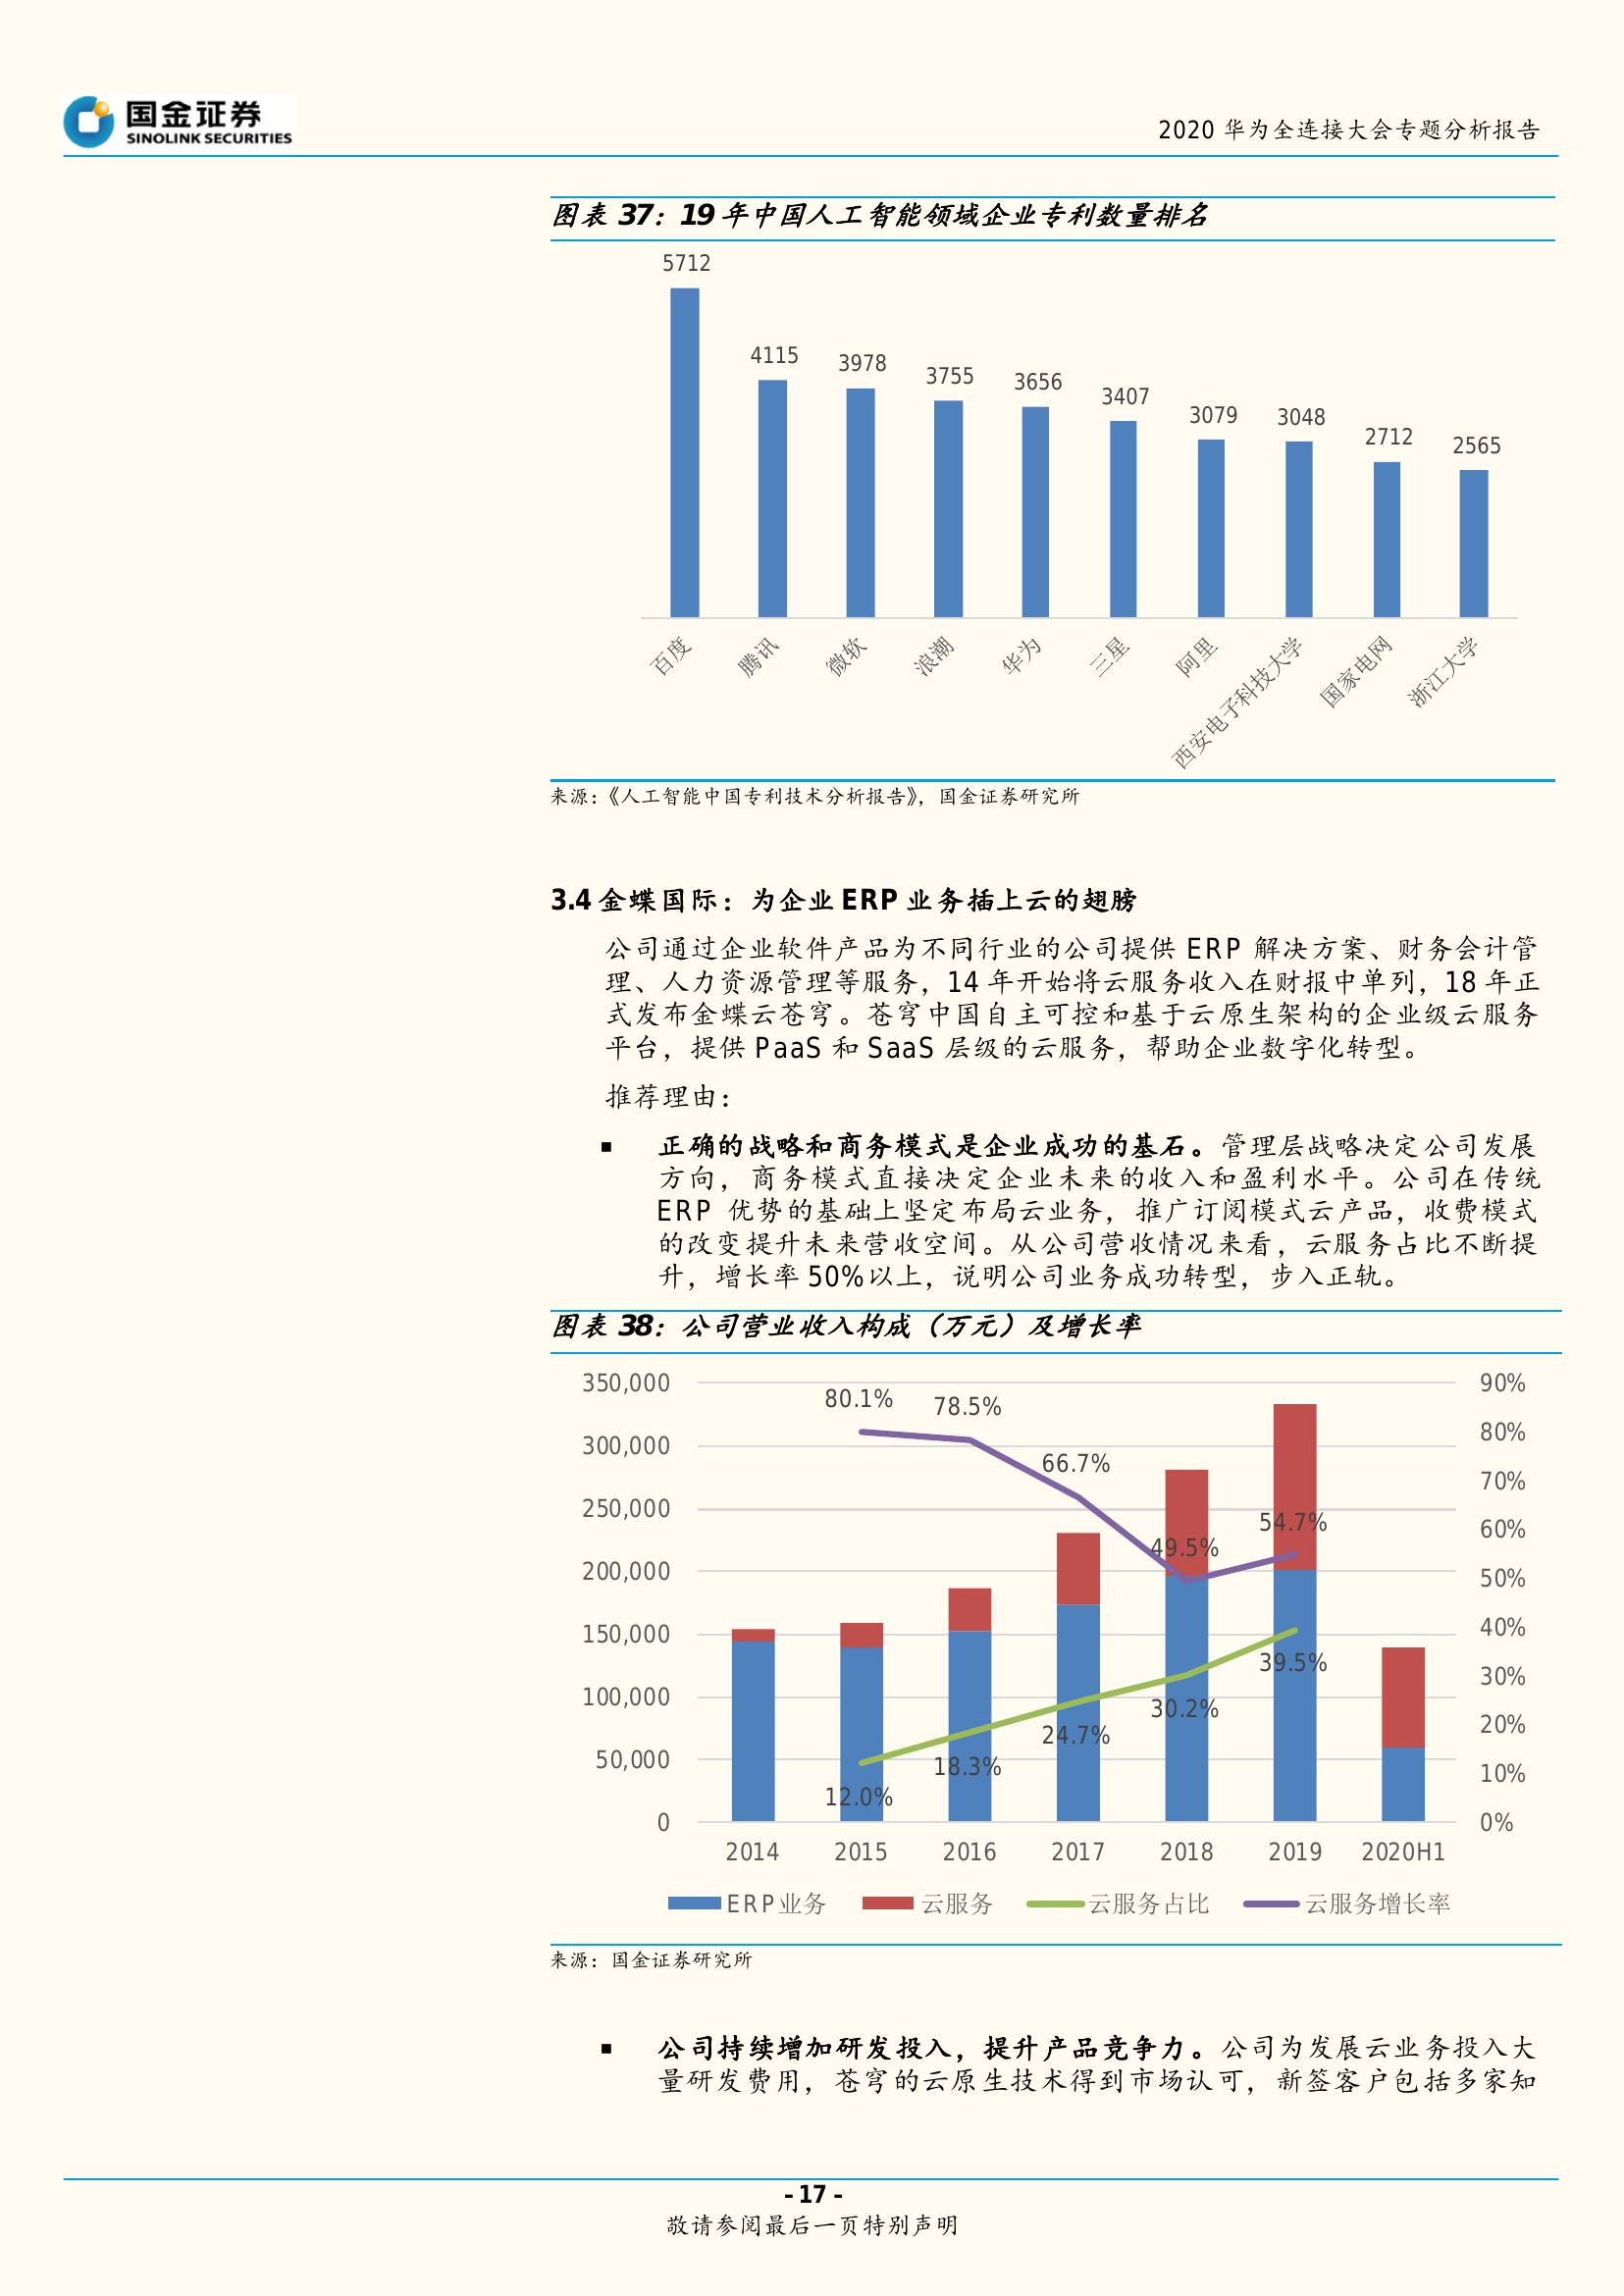 国金证券
SINOLINK SECURITIES
2020 华为全连接大会专题分析报告
图表 37：19 年中国人工智能领域企业专利数量排名
5712
4115
3978
3755
3656
3407
3079
3048
2712
2565
百度
腾讯
微软
浪潮
华为
三星
阿里
西安电子科技大学
国家电网
浙江大学
来源：《人工智能中国专利技术分析报告》，国金证券研究所
3.4 金蝶国际：为企业 ERP 业务插上云的翅膀
公司通过企业软件产品为不同行业的公司提供 ERP 解决方案、财务会计管
理、人力资源管理等服务，14 年开始将云服务收入在财报中单列，18 年正
式发布金蝶云苍穹。苍穹中国自主可控和基于云原生架构的企业级云服务
平台，提供 PaaS 和 SaaS 层级的云服务，帮助企业数字化转型。
推荐理由：
■ 正确的战略和商务模式是企业成功的基石。管理层战略决定公司发展
方向，商务模式直接决定企业未来的收入和盈利水平。公司在传统
ERP 优势的基础上坚定布局云业务，推广订阅模式云产品，收费模式
的改变提升未来营收空间。从公司营收情况来看，云服务占比不断提
升，增长率 50%以上，说明公司业务成功转型，步入正轨。
图表 38：公司营业收入构成（万元）及增长率
350,000
300,000
250,000
200,000
150,000
100,000
50,000
0
80.1%
78.5%
66.7%
49.5%
54.7%
12.0%
18.3%
24.7%
30.2%
39.5%
90%
80%
70%
60%
50%
40%
30%
20%
10%
0%
2014 2015 2016 2017 2018 2019 2020H1
ERP业务 云服务 云服务占比 云服务增长率
来源：国金证券研究所
■ 公司持续增加研发投入，提升产品竞争力。公司为发展云业务投入大
量研发费用，苍穹的云原生技术得到市场认可，新签客户包括多家知
- 17 -
敬请参阅最后一页特别声明